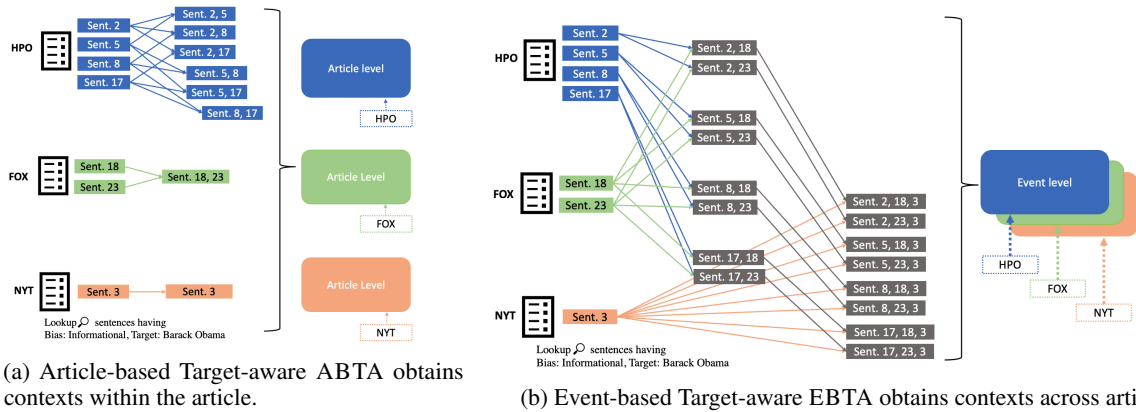 HPO
Sent. 2
Sent. 5
Sent. 8
Sent. 17
Sent. 2, 5
Sent. 2, 8
Sent. 2, 17
Sent. 5, 8
Sent. 5, 17
Sent. 8, 17
Article level
HPO
FOX
Sent. 18
Sent. 23
Sent. 18, 23
Article Level
FOX
NYT
Sent. 3
Sent. 3
Article Level
NYT
Lookup sentences having
Bias: Informational, Target: Barack Obama
(a) Article-based Target-aware ABTA obtains
contexts within the article.
HPO
Sent. 2
Sent. 5
Sent. 8
Sent. 17
FOX
Sent. 18
Sent. 23
NYT
Sent. 3
Sent. 2, 18
Sent. 2, 23
Sent. 5, 18
Sent. 5, 23
Sent. 8, 18
Sent. 8, 23
Sent. 17, 18
Sent. 17, 23
Sent. 2, 18, 3
Sent. 2, 23, 3
Sent. 5, 18, 3
Sent. 5, 23, 3
Sent. 8, 18, 3
Sent. 8, 23, 3
Sent. 17, 18, 3
Sent. 17, 23, 3
Event level
HPO
FOX
NYT
Lookup sentences having
Bias: Informational, Target: Barack Obama
(b) Event-based Target-aware EBTA obtains contexts across arti